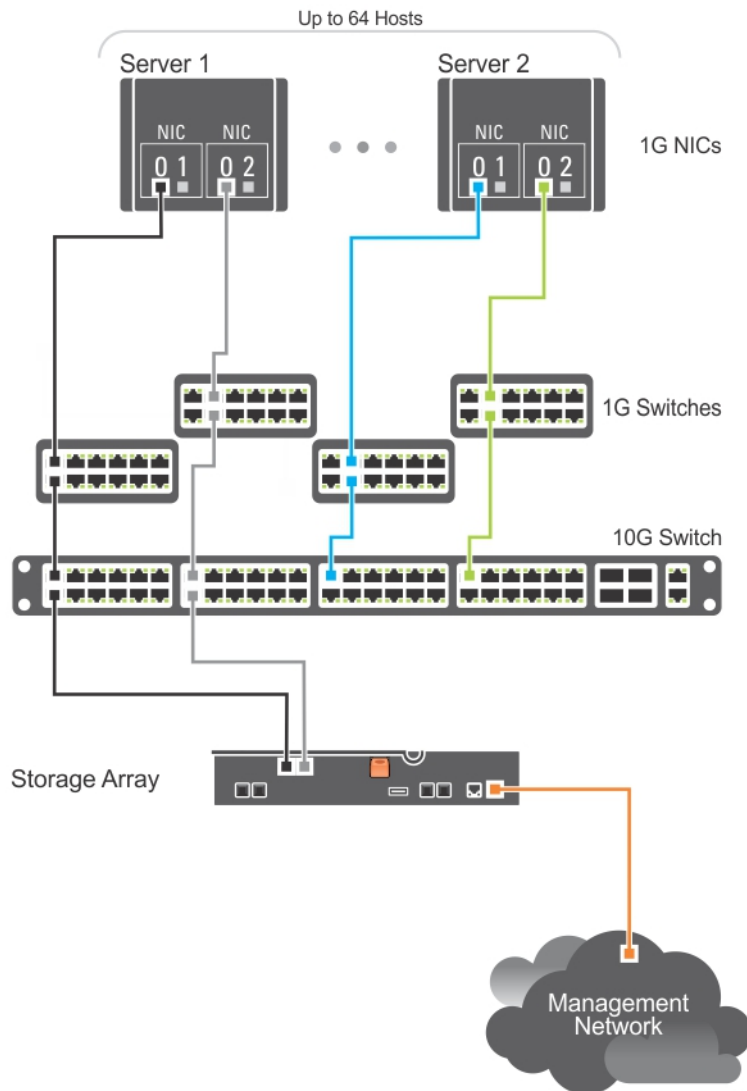 Up to 64 Hosts
Server 1
Server 2
NIC NIC
0 1 0 2
NIC NIC
0 1 0 2
1G NICs
1G Switches
10G Switch
Storage Array
Management
Network